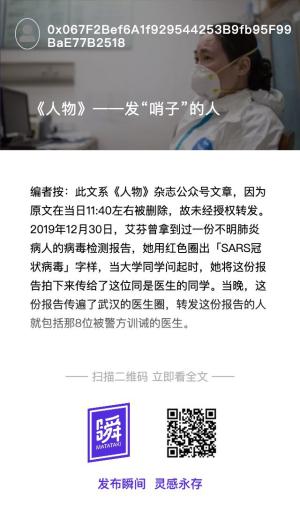 0x067F2Bef6A1f929544253B9fb95F99
BaE77B2518
《人物》——发“哨子”的人
编者按：此文系《人物》杂志公众号文章，因为
原文在当日11:40左右被删除，故未经授权转发。
2019年12月30日，艾芬曾拿到过一份不明肺炎
病人的病毒检测报告，她用红色圈出「SARS冠
状病毒」字样，当大学同学问起时，她将这份报
告拍下来传给了这位同是医生的同学。当晚，这
份报告传遍了武汉的医生圈，转发这份报告的人
就包括那8位被警方训诫的医生。
扫描二维码 立即看全文
瞬
MATATAKI
发布瞬间 灵感永存